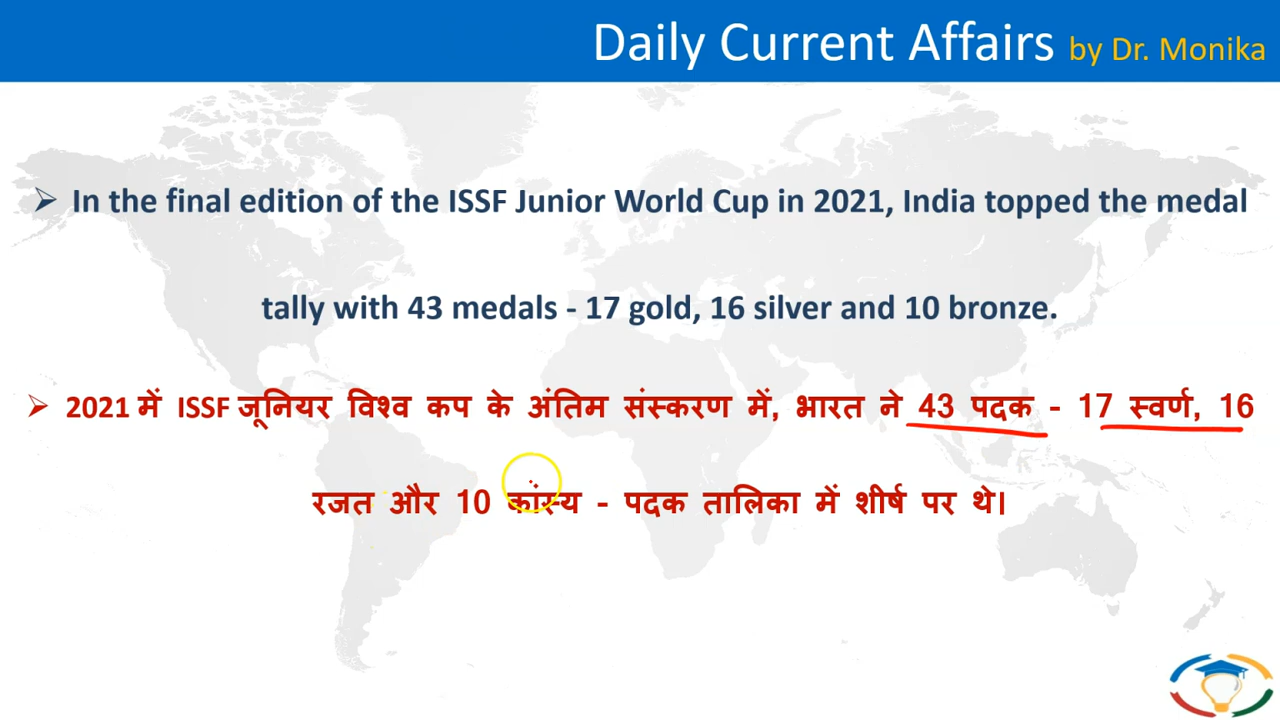 Daily Current Affairs by Dr. Monika
➢ In the final edition of the ISSF Junior World Cup in 2021, India topped the medal
tally with 43 medals - 17 gold, 16 silver and 10 bronze.
➢ 2021 में ISSF जूनियर विश्व कप के अंतिम संस्करण में, भारत ने 43 पदक - 17 स्वर्ण, 16
रजत और 10 कांस्य - पदक तालिका में शीर्ष पर थे।